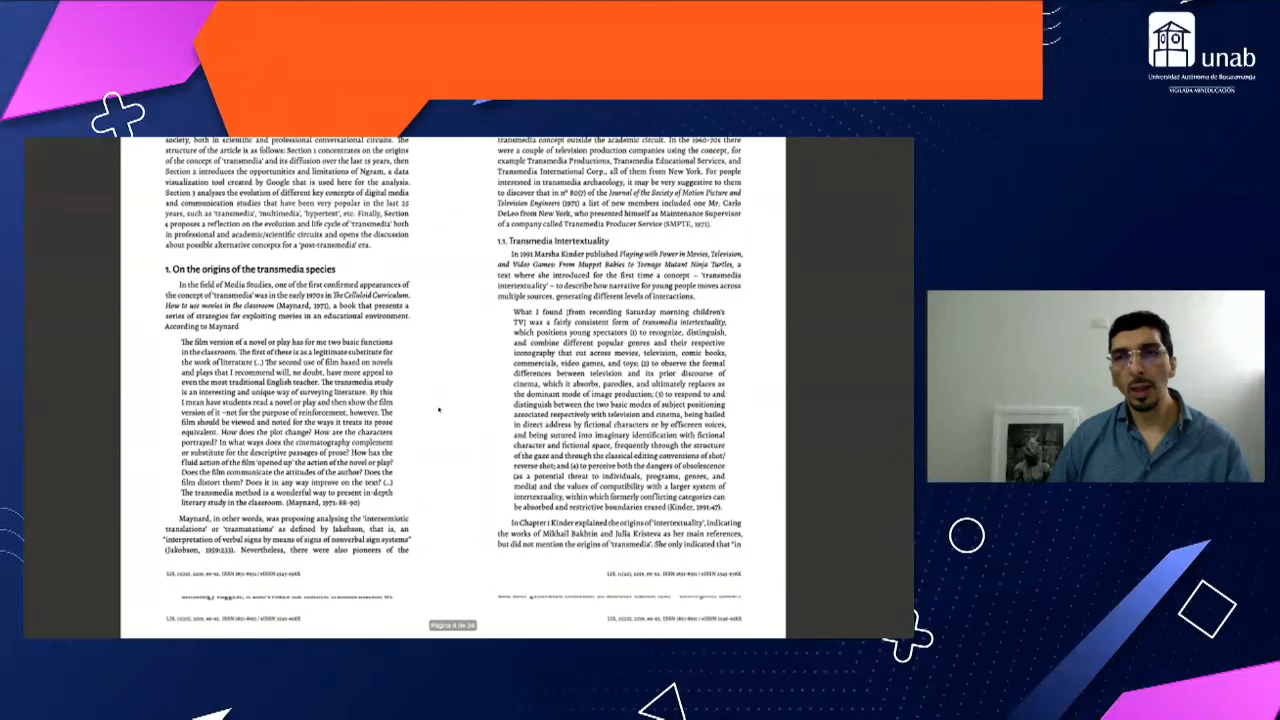 unab
Universidad Autónoma de Bucaramanga
VIGILADA MINEDUCACIÓN
society, both in scientific and professional conversational circuits. The
structure of the article is as follows: Section 1 concentrates on the origins
of the concept of ‘transmedia’ and its diffusion over the last 15 years, then
Section 2 introduces the opportunities and limitations of Ngram, a data
visualization tool created by Google that is used here for the analysis.
Section 3 analyses the evolution of different key concepts of digital media
and communication studies that have been very popular in the last 25
years, such as ‘transmedia’, ‘multimedia’, ‘hypertext’, etc. Finally, Section
4 proposes a reflection on the evolution and life cycle of ‘transmedia’ both
in professional and academic/scientific circuits and opens the discussion
about possible alternative concepts for a ‘post-transmedia’ era.
1. On the origins of the transmedia species
In the field of Media Studies, one of the first confirmed appearances of
the concept of ‘transmedia’ was in the early 1970s in The Celluloid Curriculum.
How to use movies in the classroom (Maynard, 1971), a book that presents a
series of strategies for exploiting movies in an educational environment.
According to Maynard
The film version of a novel or play has for me two basic functions
in the classroom. The first of these is as a legitimate substitute for
the work of literature (...) The second use of film based on novels
and plays that I recommend will, no doubt, have more appeal to
even the most traditional English teacher. The transmedia study
is an interesting and unique way of surveying literature. By this
I mean have students read a novel or play and then show the film
version of it –not for the purpose of reinforcement, however. The
film should be viewed and noted for the ways it treats its prose
equivalent. How does the plot change? How are the characters
portrayed? In what ways does the cinematography complement
or substitute for the descriptive passages of prose? How has the
fluid action of the film ‘opened up’ the action of the novel or play?
Does the film communicate the attitudes of the author? Does the
film distort them? Does it in any way improve on the text? (...)
The transmedia method is a wonderful way to present in-depth
literary study in the classroom. (Maynard, 1971: 88-90)
Maynard, in other words, was proposing analysing the ‘intersemiotic
translations’ or ‘trasmutations’ as defined by Jakobson, that is, an
“interpretation of verbal signs by means of signs of nonverbal sign systems”
(Jakobson, 1959:233). Nevertheless, there were also pioneers of the
transmedia concept outside the academic circuit. In the 1960-70s there
were a couple of television production companies using the concept, for
example Transmedia Productions, Transmedia Educational Services, and
Transmedia International Corp., all of them from New York. For people
interested in transmedia archaeology, it may be very suggestive to them
to discover that in nº 80(7) of the Journal of the Society of Motion Picture and
Television Engineers (1971) a list of new members included one Mr. Carlo
DeLeo from New York, who presented himself as Maintenance Supervisor
of a company called Transmedia Producer Service (SMPTE, 1971).
1.1. Transmedia Intertextuality
In 1991 Marsha Kinder published Playing with Power in Movies, Television,
and Video Games: From Muppet Babies to Teenage Mutant Ninja Turtles, a
text where she introduced for the first time a concept – ‘transmedia
intertextuality’ – to describe how narrative for young people moves across
multiple sources, generating different levels of interactions.
What I found [from recording Saturday morning children’s
TV] was a fairly consistent form of transmedia intertextuality,
which positions young spectators (1) to recognize, distinguish,
and combine different popular genres and their respective
iconography that cut across movies, television, comic books,
commercials, video games, and toys; (2) to observe the formal
differences between television and its prior discourse of
cinema, which it absorbs, parodies, and ultimately replaces as
the dominant mode of image production; (3) to respond to and
distinguish between the two basic modes of subject positioning
associated respectively with television and cinema, being hailed
in direct address by fictional characters or by offscreen voices,
and being sutured into imaginary identification with fictional
character and fictional space, frequently through the structure
of the gaze and through the classical editing conventions of shot/
reverse shot; and (4) to perceive both the dangers of obsolescence
(as a potential threat to individuals, programs, genres, and
media) and the values of compatibility with a larger system of
intertextuality, within which formerly conflicting categories can
be absorbed and restrictive boundaries erased (Kinder, 1991:47).
In Chapter 1 Kinder explained the origins of ‘intertextuality’, indicating
the works of Mikhail Bakhtin and Julia Kristeva as her main references,
but did not mention the origins of ‘transmedia’. She only indicated that “in
Página 4 de 24